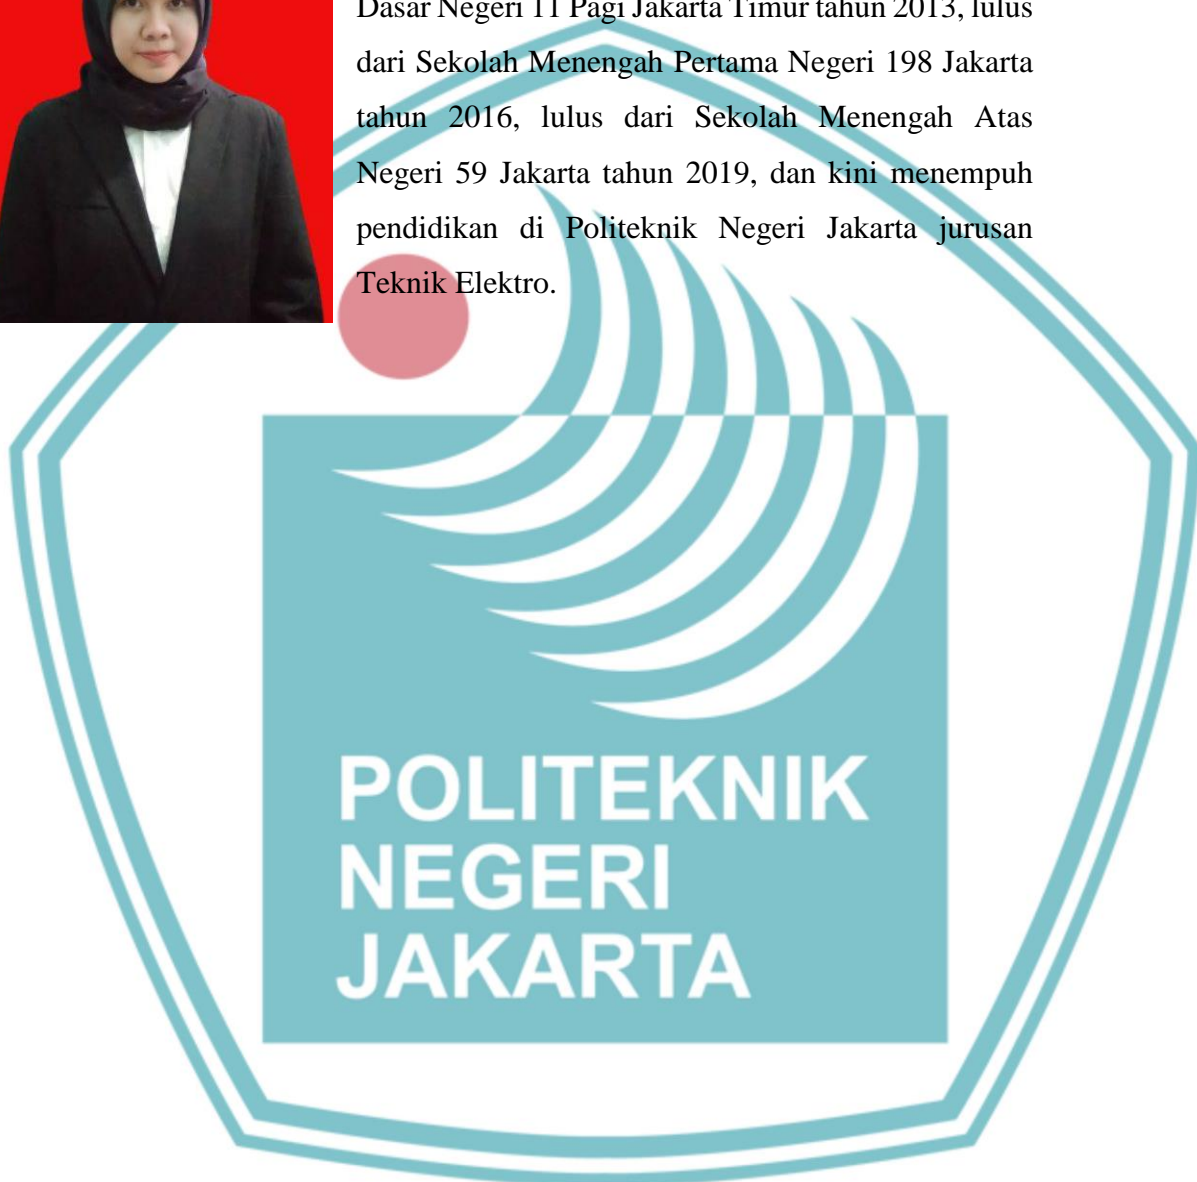 Dasar Negeri 11 Pagi Jakarta Timur tahun 2013, lulus
dari Sekolah Menengah Pertama Negeri 198 Jakarta
tahun 2016, lulus dari Sekolah Menengah Atas
Negeri 59 Jakarta tahun 2019, dan kini menempuh
pendidikan di Politeknik Negeri Jakarta jurusan
Teknik Elektro.
POLITEKNIK
NEGERI
JAKARTA